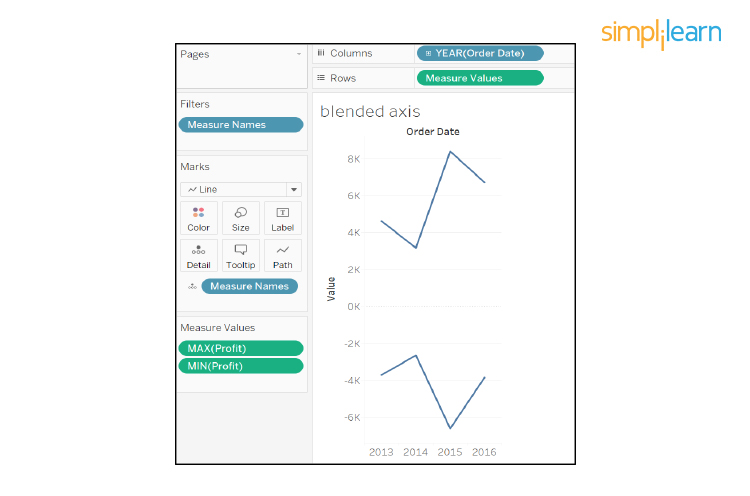 simplilearn
Pages
Columns
YEAR(Order Date)
Rows
Measure Values
Filters
Measure Names
Marks
Line
Color
Size
Label
Detail
Tooltip
Path
Measure Names
Measure Values
MAX(Profit)
MIN(Profit)
blended axis
Order Date
8K
6K
4K
2K
0K
-2K
-4K
-6K
Value
2013 2014 2015 2016